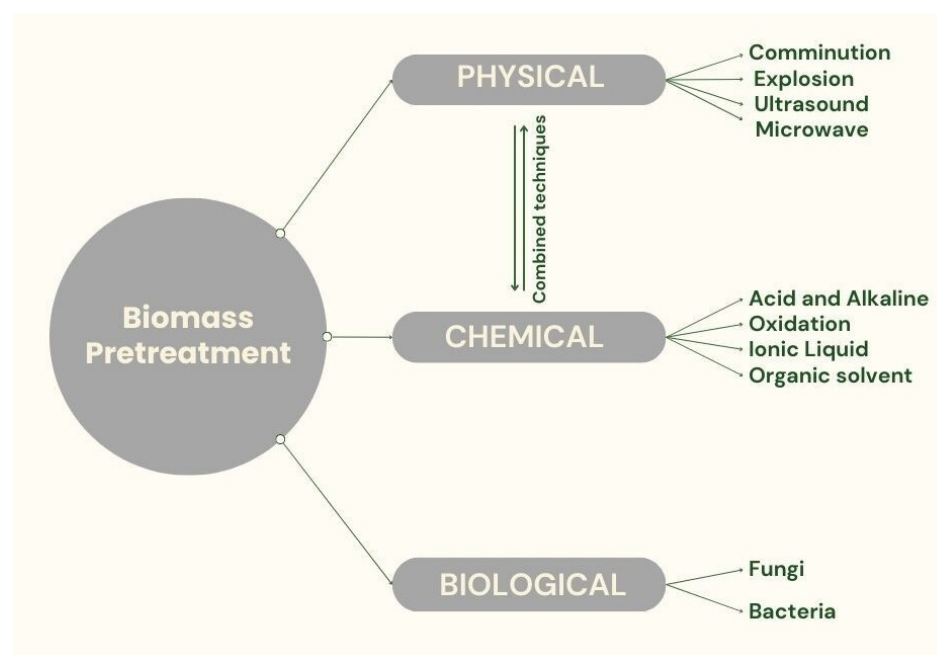 Biomass
Pretreatment
PHYSICAL
Comminution
Explosion
Ultrasound
Microwave
Combined techniques
CHEMICAL
Acid and Alkaline
Oxidation
Ionic Liquid
Organic solvent
BIOLOGICAL
Fungi
Bacteria